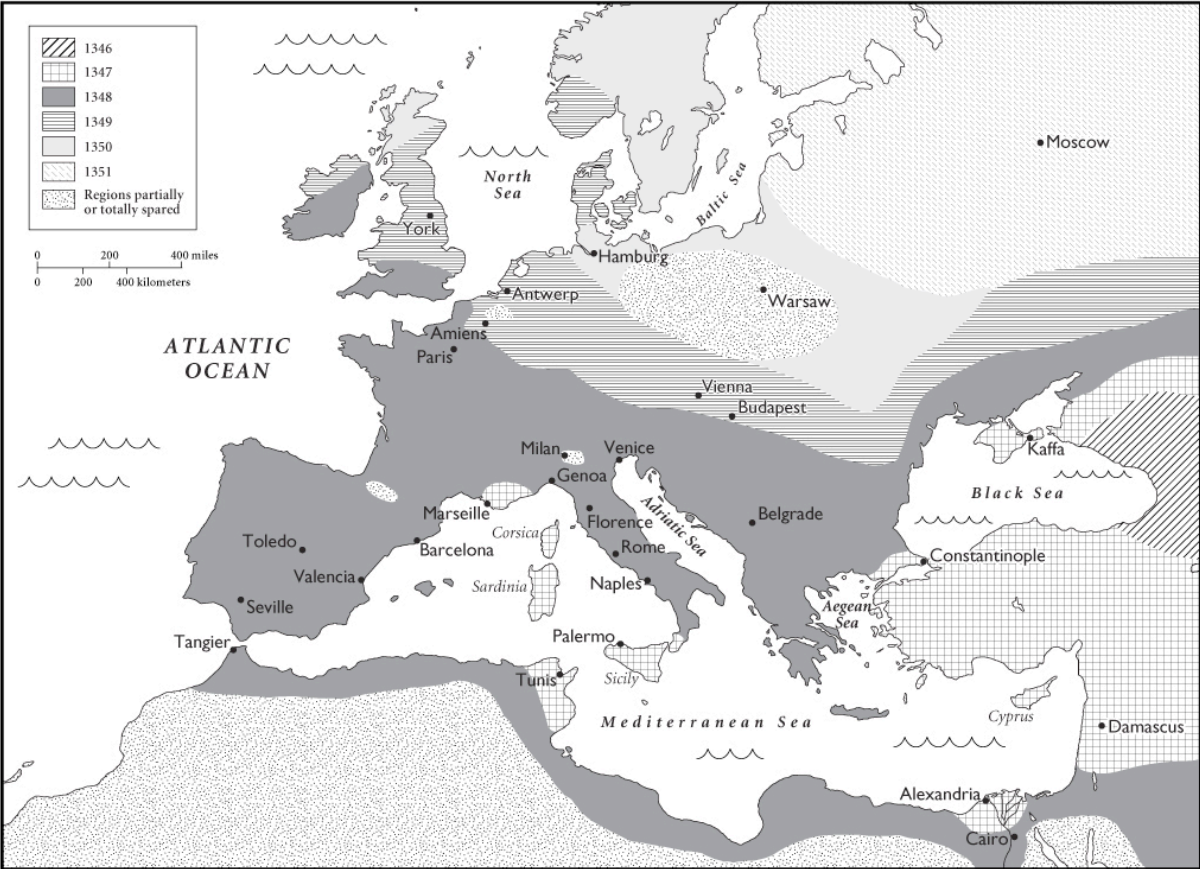 1346
1347
1348
1349
1350
1351
Regions partially
or totally spared
0 200 400 miles
0 200 400 kilometers
Moscow
North
Sea
Baltic Sea
York
Hamburg
Antwerp
Warsaw
ATLANTIC
OCEAN
Amiens
Paris
Vienna
Budapest
Milan
Venice
Kaffa
Genoa
Black Sea
Marseille
Florence
Adriatic Sea
Belgrade
Corsica
Toledo
Barcelona
Rome
Constantinople
Valencia
Sardinia
Naples
Seville
Aegean
Sea
Tangier
Palermo
Tunis
Sicily
Mediterranean Sea
Cyprus
Damascus
Alexandria
Cairo